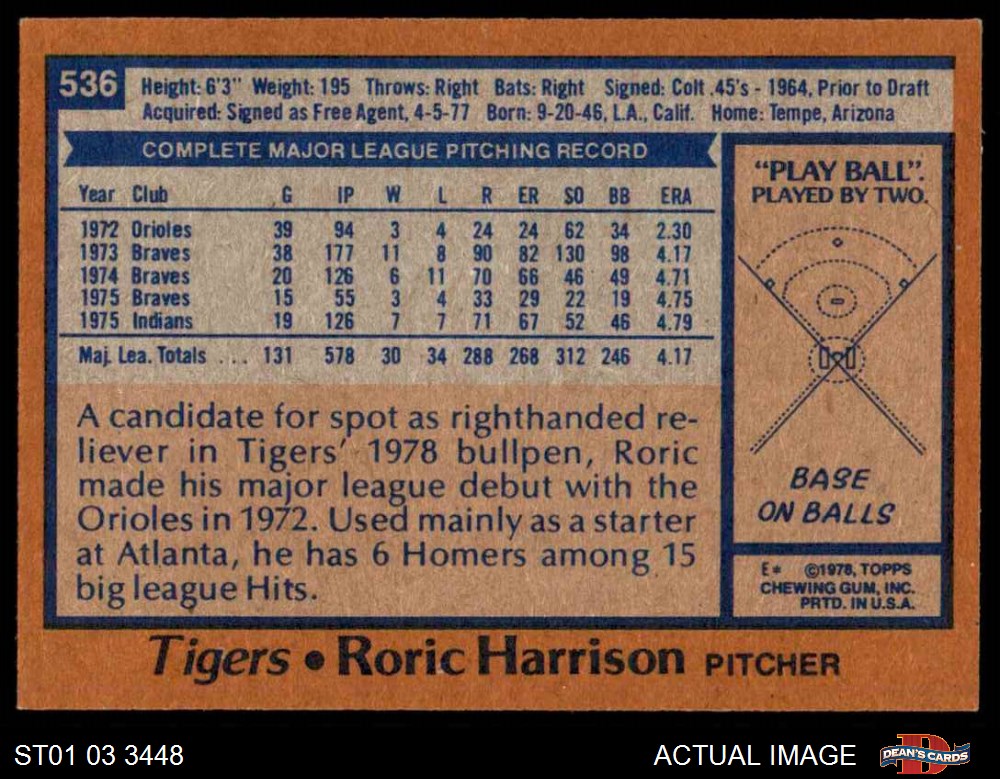 536
Height: 6'3" Weight: 195 Throws: Right Bats: Right Signed: Colt .45's - 1964, Prior to Draft
Acquired: Signed as Free Agent, 4-5-77 Born: 9-20-46, L.A., Calif. Home: Tempe, Arizona
COMPLETE MAJOR LEAGUE PITCHING RECORD
Year Club G IP W L R ER SO BB ERA
1972 Orioles 39 94 3 4 24 24 62 34 2.30
1973 Braves 38 177 11 8 90 82 130 98 4.17
1974 Braves 20 126 6 11 70 66 46 49 4.71
1975 Braves 15 55 3 4 33 29 22 19 4.75
1975 Indians 19 126 7 7 71 67 52 46 4.79
Maj. Lea. Totals ... 131 578 30 34 288 268 312 246 4.17
A candidate for spot as righthanded re-
liever in Tigers' 1978 bullpen, Roric
made his major league debut with the
Orioles in 1972. Used mainly as a starter
at Atlanta, he has 6 Homers among 15
big league Hits.
"PLAY BALL".
PLAYED BY TWO.
BASE
ON BALLS
E* ©1978, TOPPS
CHEWING GUM, INC.
PRTD. IN U.S.A.
Tigers • Roric Harrison PITCHER
ST01 03 3448
ACTUAL IMAGE
D
DEAN'S CARDS